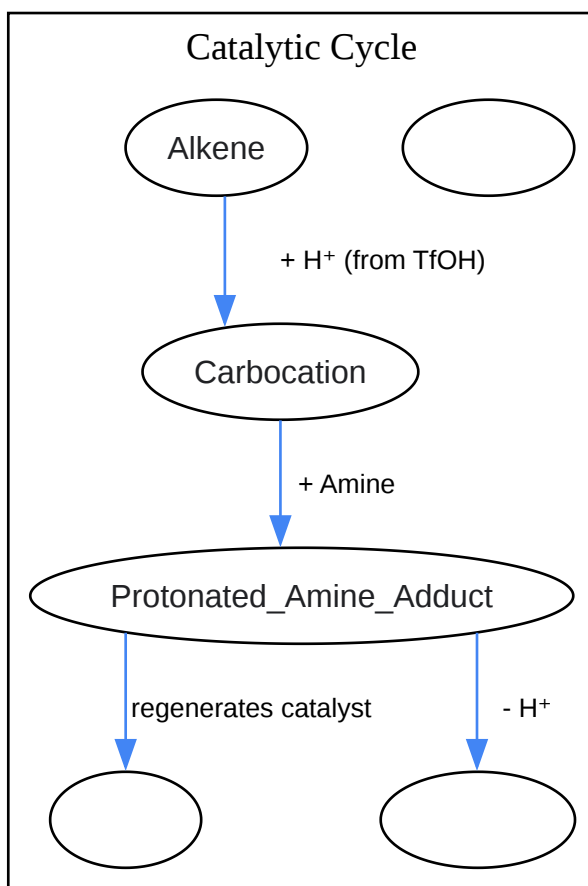 Catalytic Cycle
Alkene
+ H⁺ (from TfOH)
Carbocation
+ Amine
Protonated_Amine_Adduct
regenerates catalyst
- H⁺